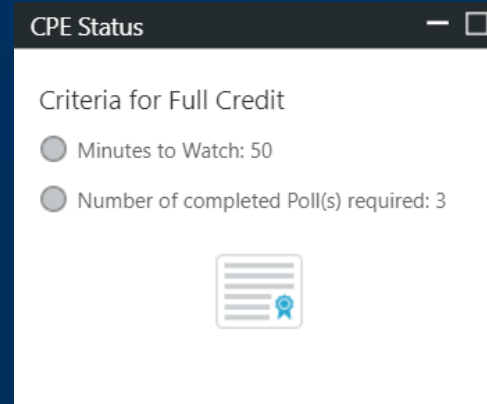 CPE Status
Criteria for Full Credit
Minutes to Watch: 50
Number of completed Poll(s) required: 3